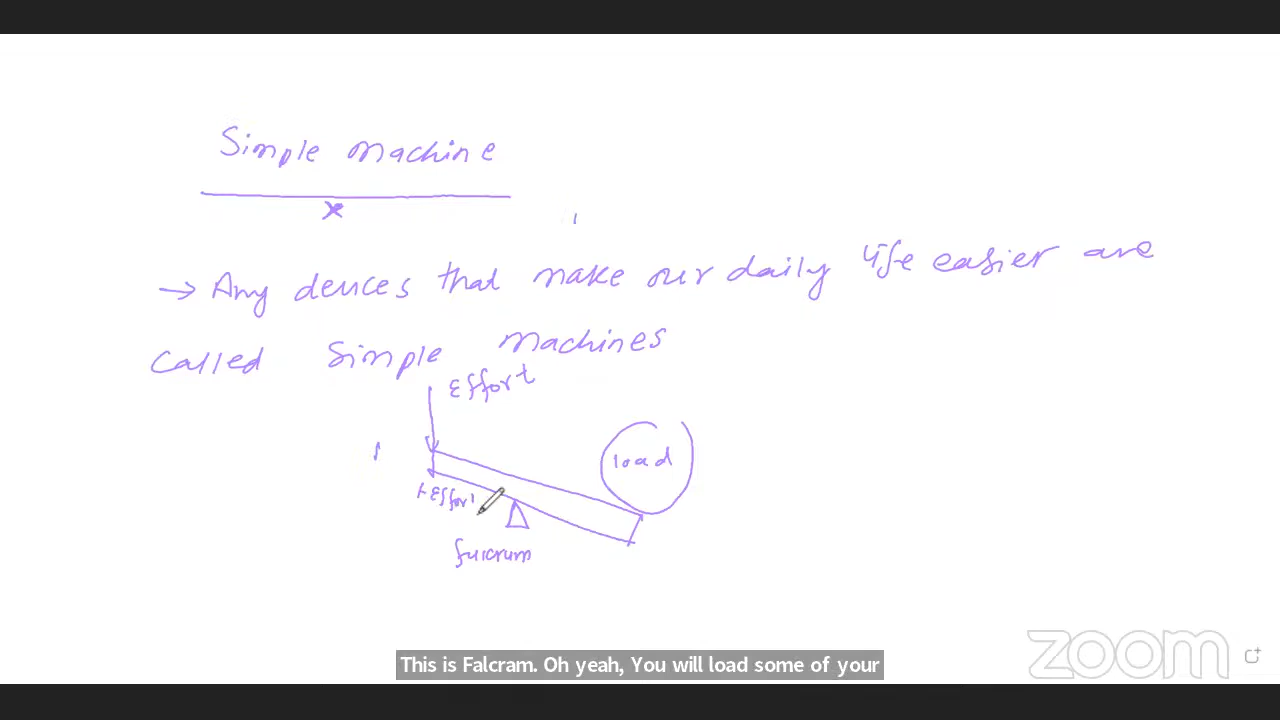 Simple machine
→ Any devices that make our daily life easier are
called simple machines
Effort
load
Effor
fulcrum
This is Falcram. Oh yeah, You will load some of your
zoom